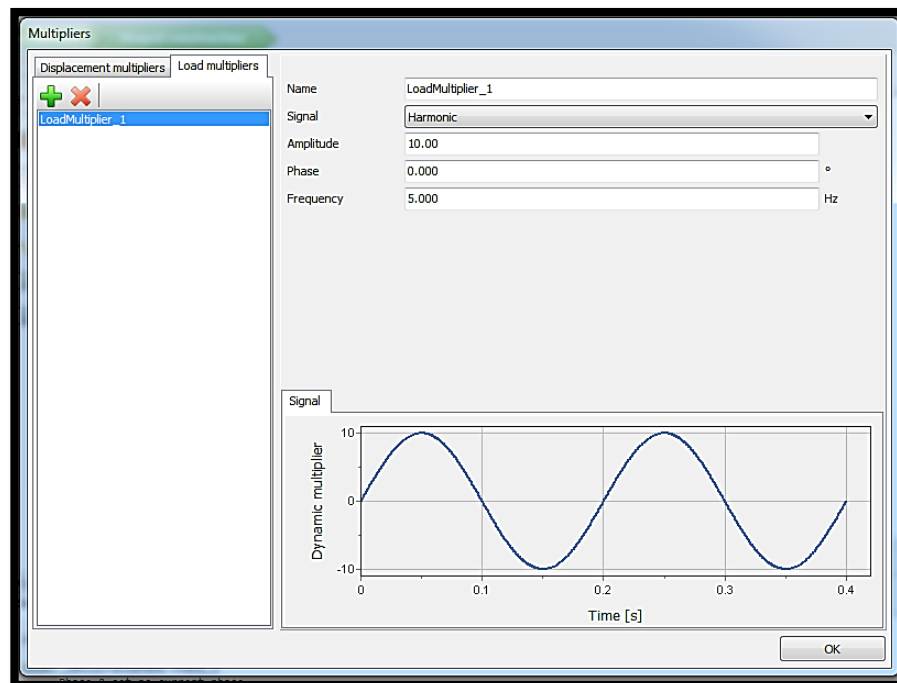 Multipliers
Displacement multipliers Load multipliers
LoadMultiplier_1
Name LoadMultiplier_1
Signal Harmonic
Amplitude 10.00
Phase 0.000 °
Frequency 5.000 Hz
Signal
Dynamic multiplier
10
0
-10
0 0.1 0.2 0.3 0.4
Time [s]
OK